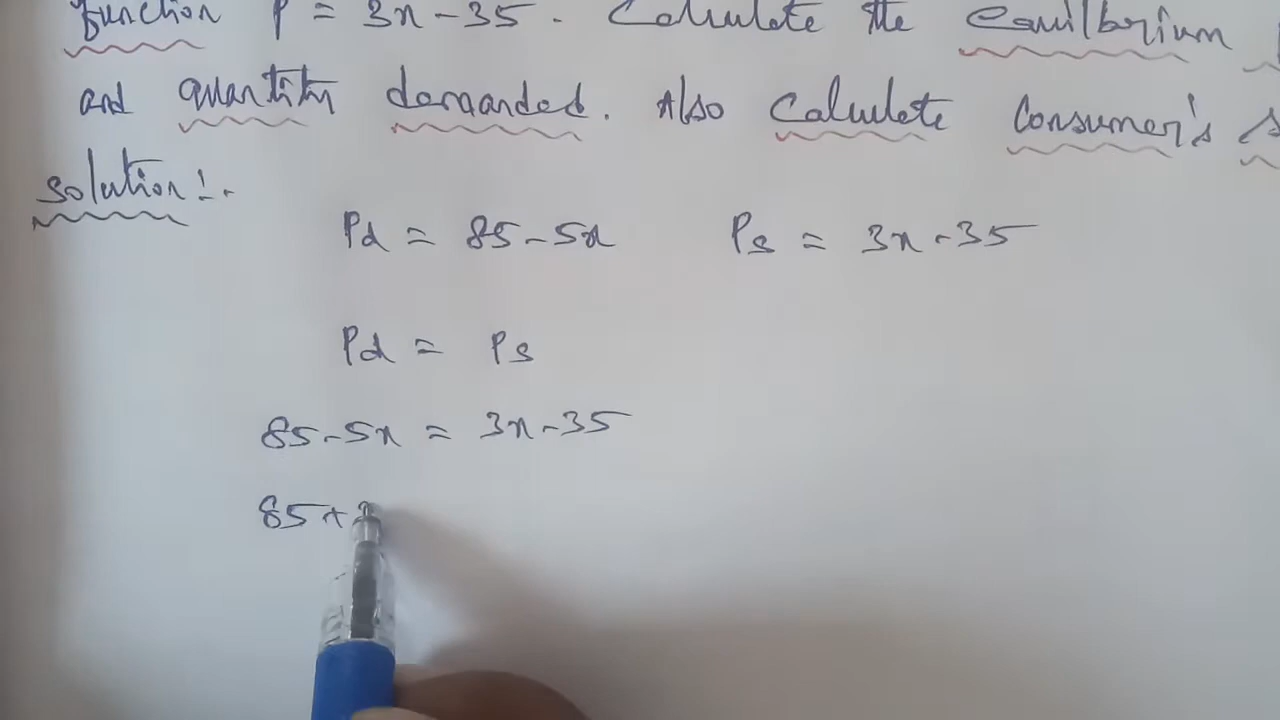 function P = 3x - 35. Calculate the equilbrium
and quantity demanded. Also Calculate Consumer's
Solution:-
Pd = 85 - 5x Ps = 3x - 35
Pd = Ps
85 - 5x = 3x - 35
85 +